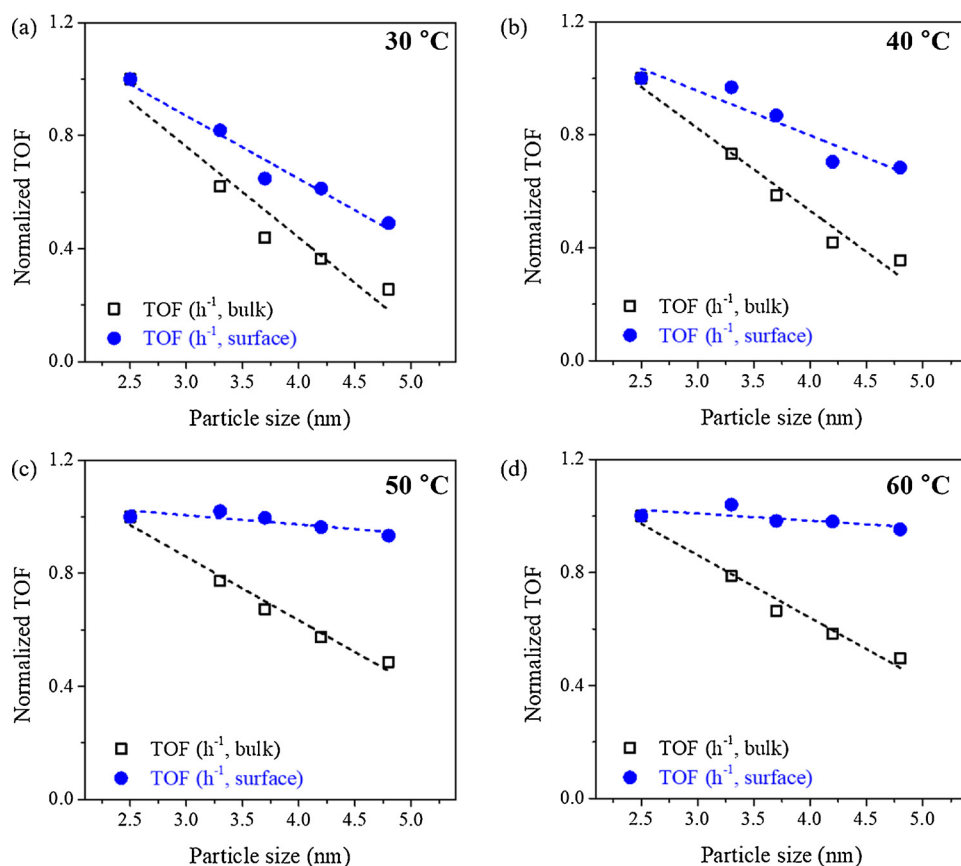 (a)
30 °C
1.2
0.8
0.4
0.0
Normalized TOF
TOF (h⁻¹, bulk)
TOF (h⁻¹, surface)
2.5 3.0 3.5 4.0 4.5 5.0
Particle size (nm)
(b)
40 °C
1.2
0.8
0.4
0.0
Normalized TOF
TOF (h⁻¹, bulk)
TOF (h⁻¹, surface)
2.5 3.0 3.5 4.0 4.5 5.0
Particle size (nm)
(c)
50 °C
1.2
0.8
0.4
0.0
Normalized TOF
TOF (h⁻¹, bulk)
TOF (h⁻¹, surface)
2.5 3.0 3.5 4.0 4.5 5.0
Particle size (nm)
(d)
60 °C
1.2
0.8
0.4
0.0
Normalized TOF
TOF (h⁻¹, bulk)
TOF (h⁻¹, surface)
2.5 3.0 3.5 4.0 4.5 5.0
Particle size (nm)